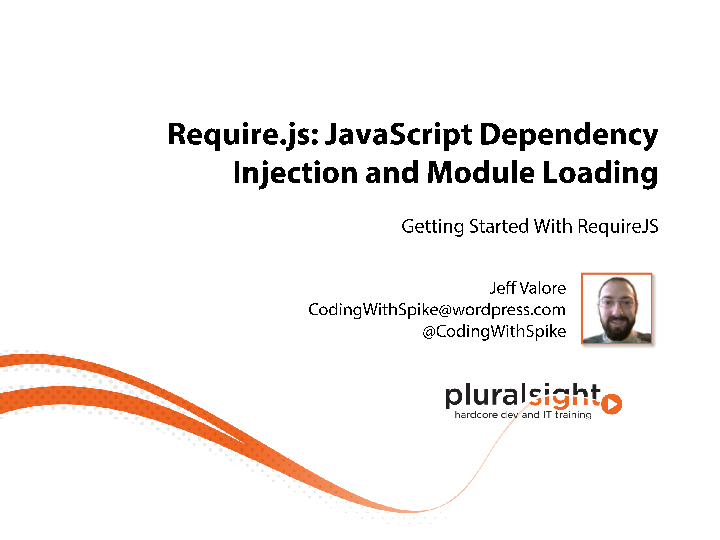 Require.js: JavaScript Dependency
Injection and Module Loading
Getting Started With RequireJS
Jeff Valore
CodingWithSpike@wordpress.com
@CodingWithSpike
pluralsight
hardcore dev and IT training